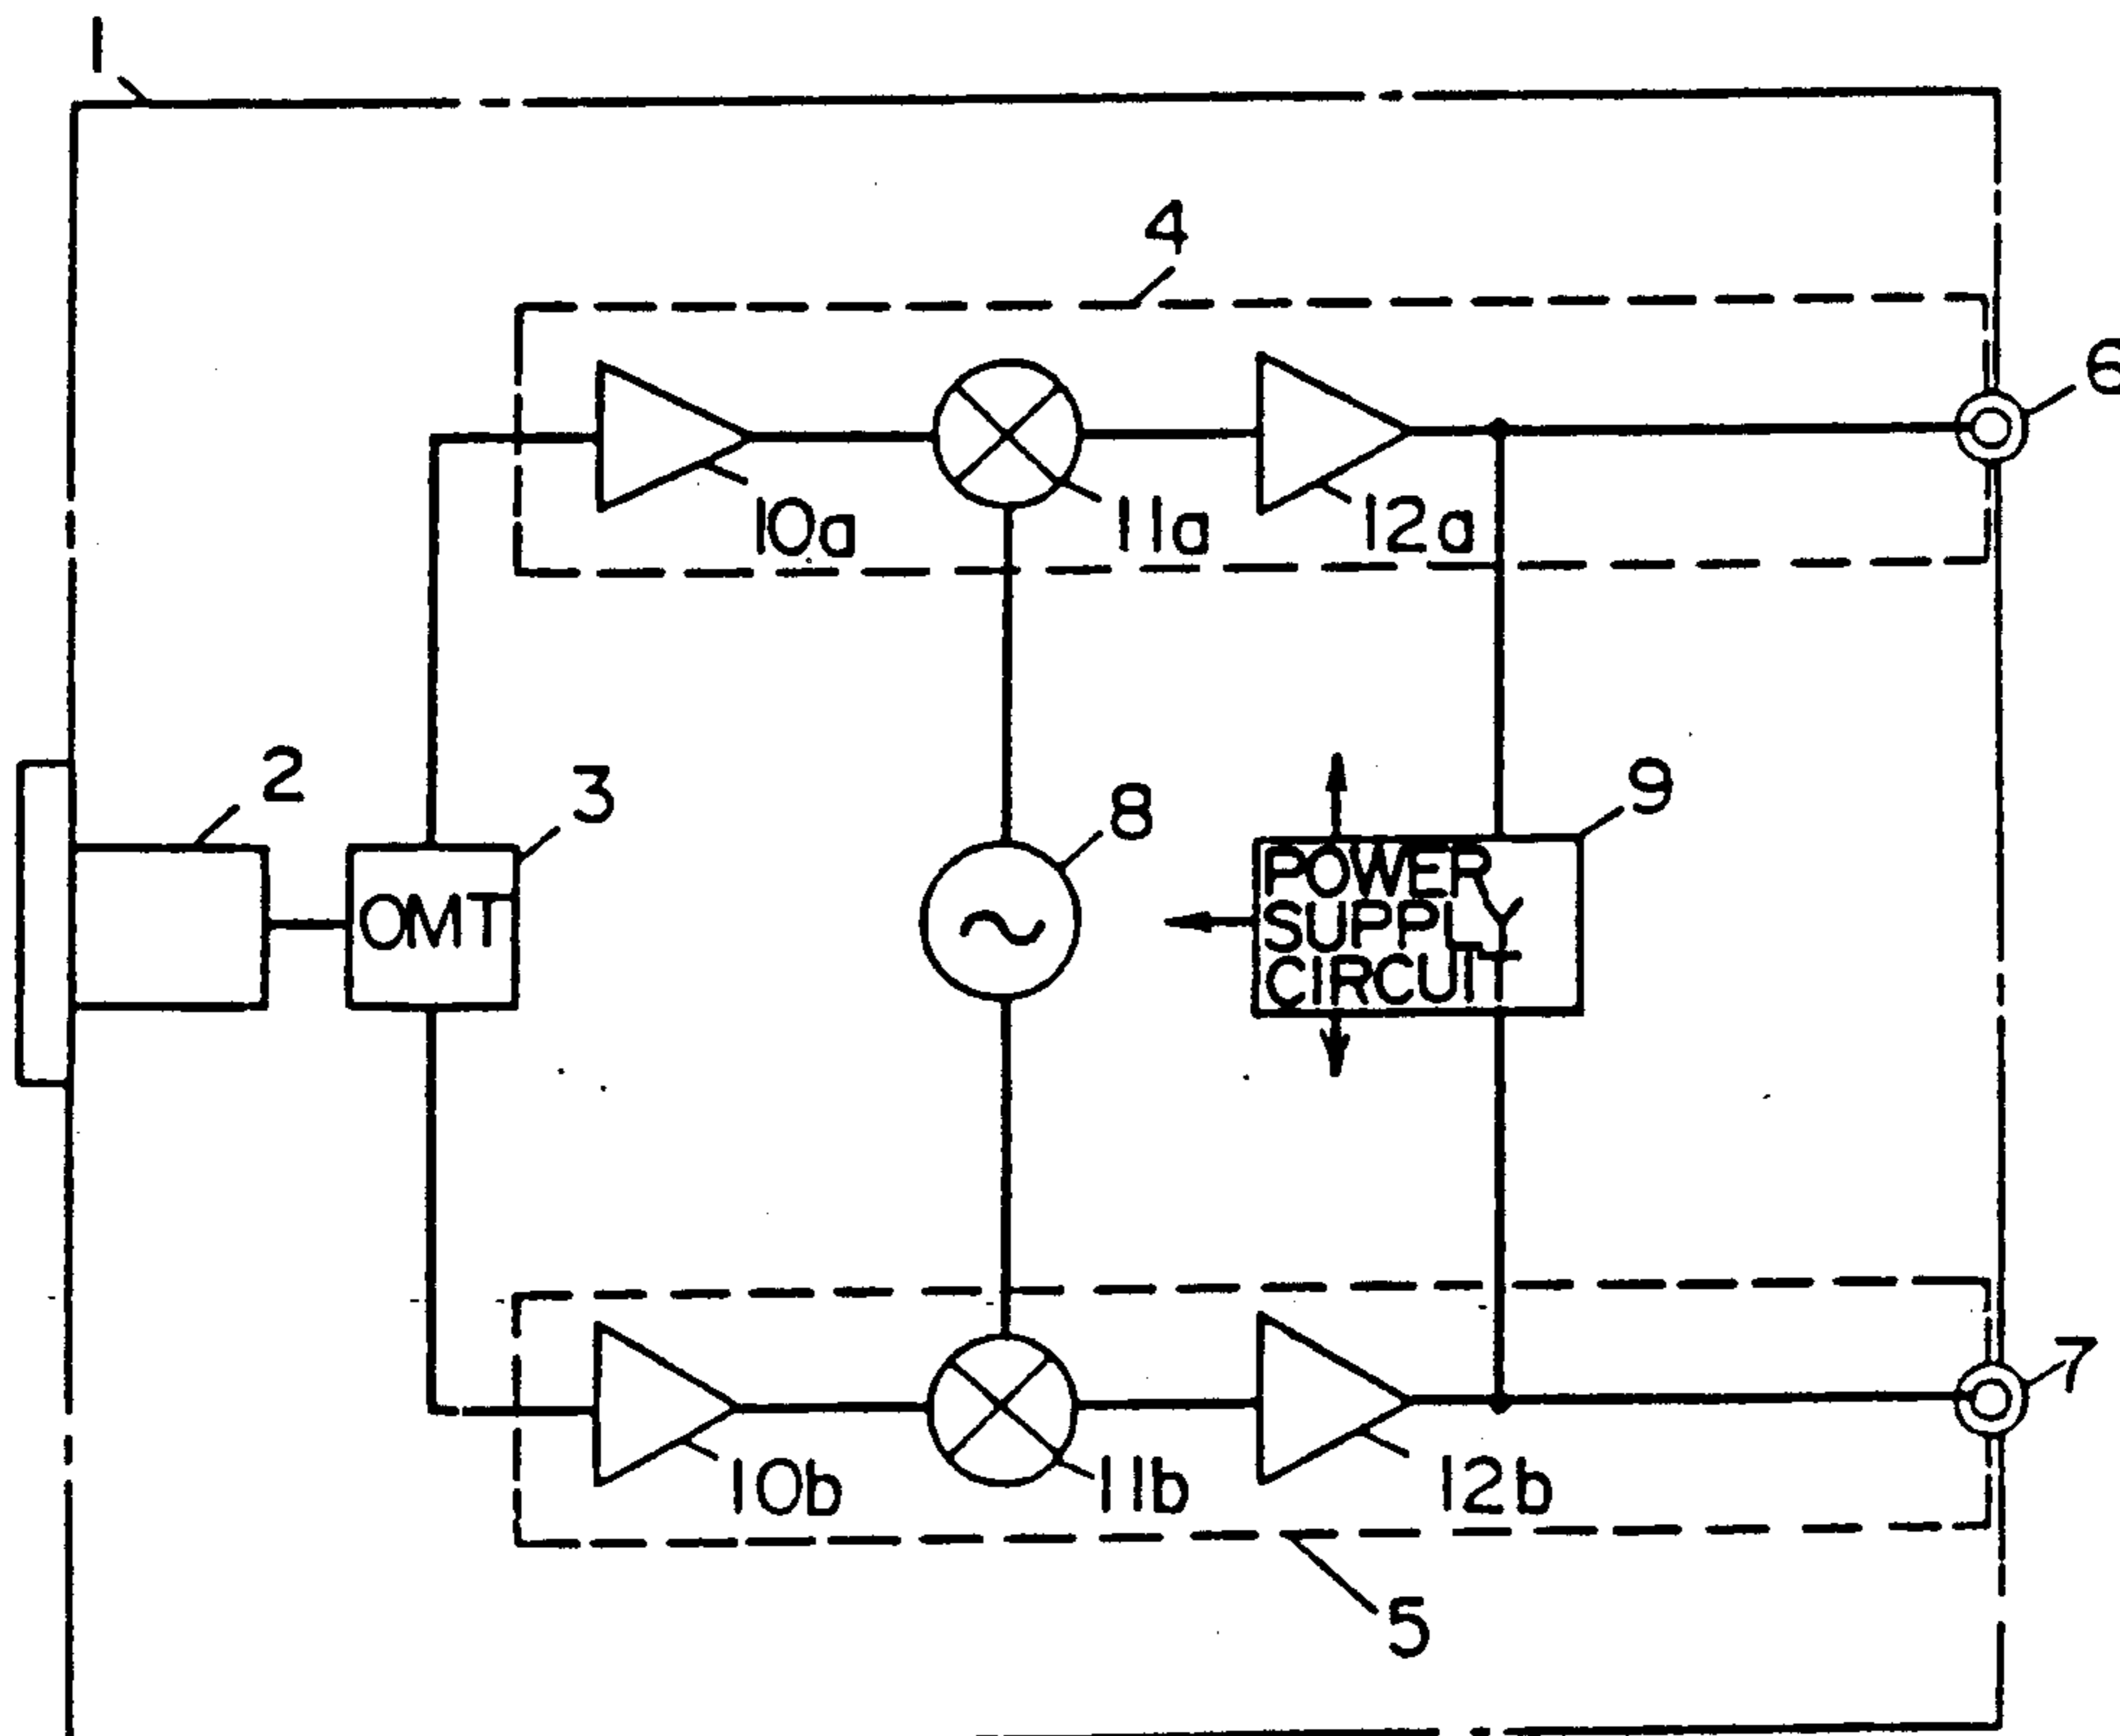 1
4
6
10a
11a
12a
2
3
8
9
OMT
POWER
SUPPLY
CIRCUIT
7
10b
11b
12b
5